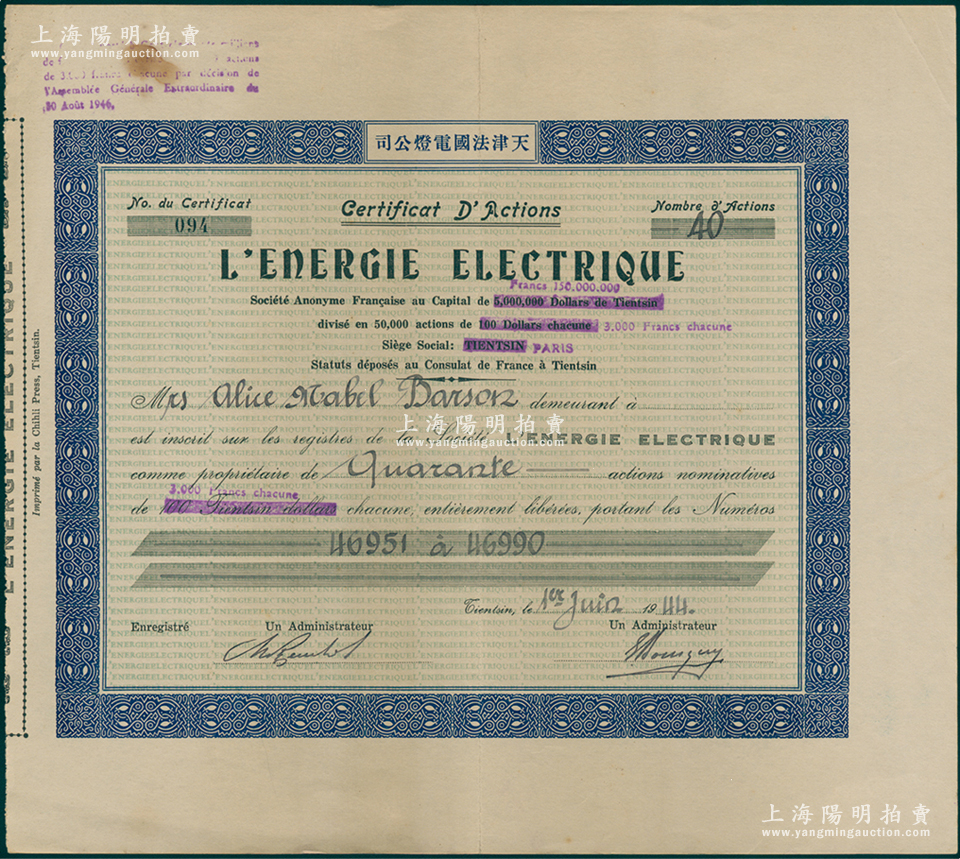 上海陽明拍賣
www.yangmingauction.com
actions
de 3.000 francs chacune par décision de
l'Assemblée Générale Extraordinaire du
30 Août 1946.
司公燈電國法津天
No. du Certificat
094
Certificat D'Actions
Nombre d'Actions
40
L'ENERGIE ELECTRIQUE
Francs 150.000.000
Société Anonyme Française au Capital de 5,000,000 Dollars de Tientsin
divisé en 50,000 actions de 100 Dollars chacune 3.000 Francs chacune
Siège Social: TIENTSIN PARIS
Statuts déposés au Consulat de France à Tientsin
Mrs Alice Mabel Barson demeurant à
上海陽明拍賣
www.yangmingauction.com
est inscrit sur les registres de la Société L'ENERGIE ELECTRIQUE
comme propriétaire de Quarante actions nominatives
3.000 Francs chacune
de 100 Tientsin dollars chacune, entièrement libérées, portant les Numéros
46951 à 46990
Tientsin, le 1er Juin 1944.
Enregistré
Un Administrateur
Un Administrateur
Imprimé par la Chihli Press, Tientsin.
L'ENERGIE ELECTRIQUE
上海陽明拍賣
www.yangmingauction.com